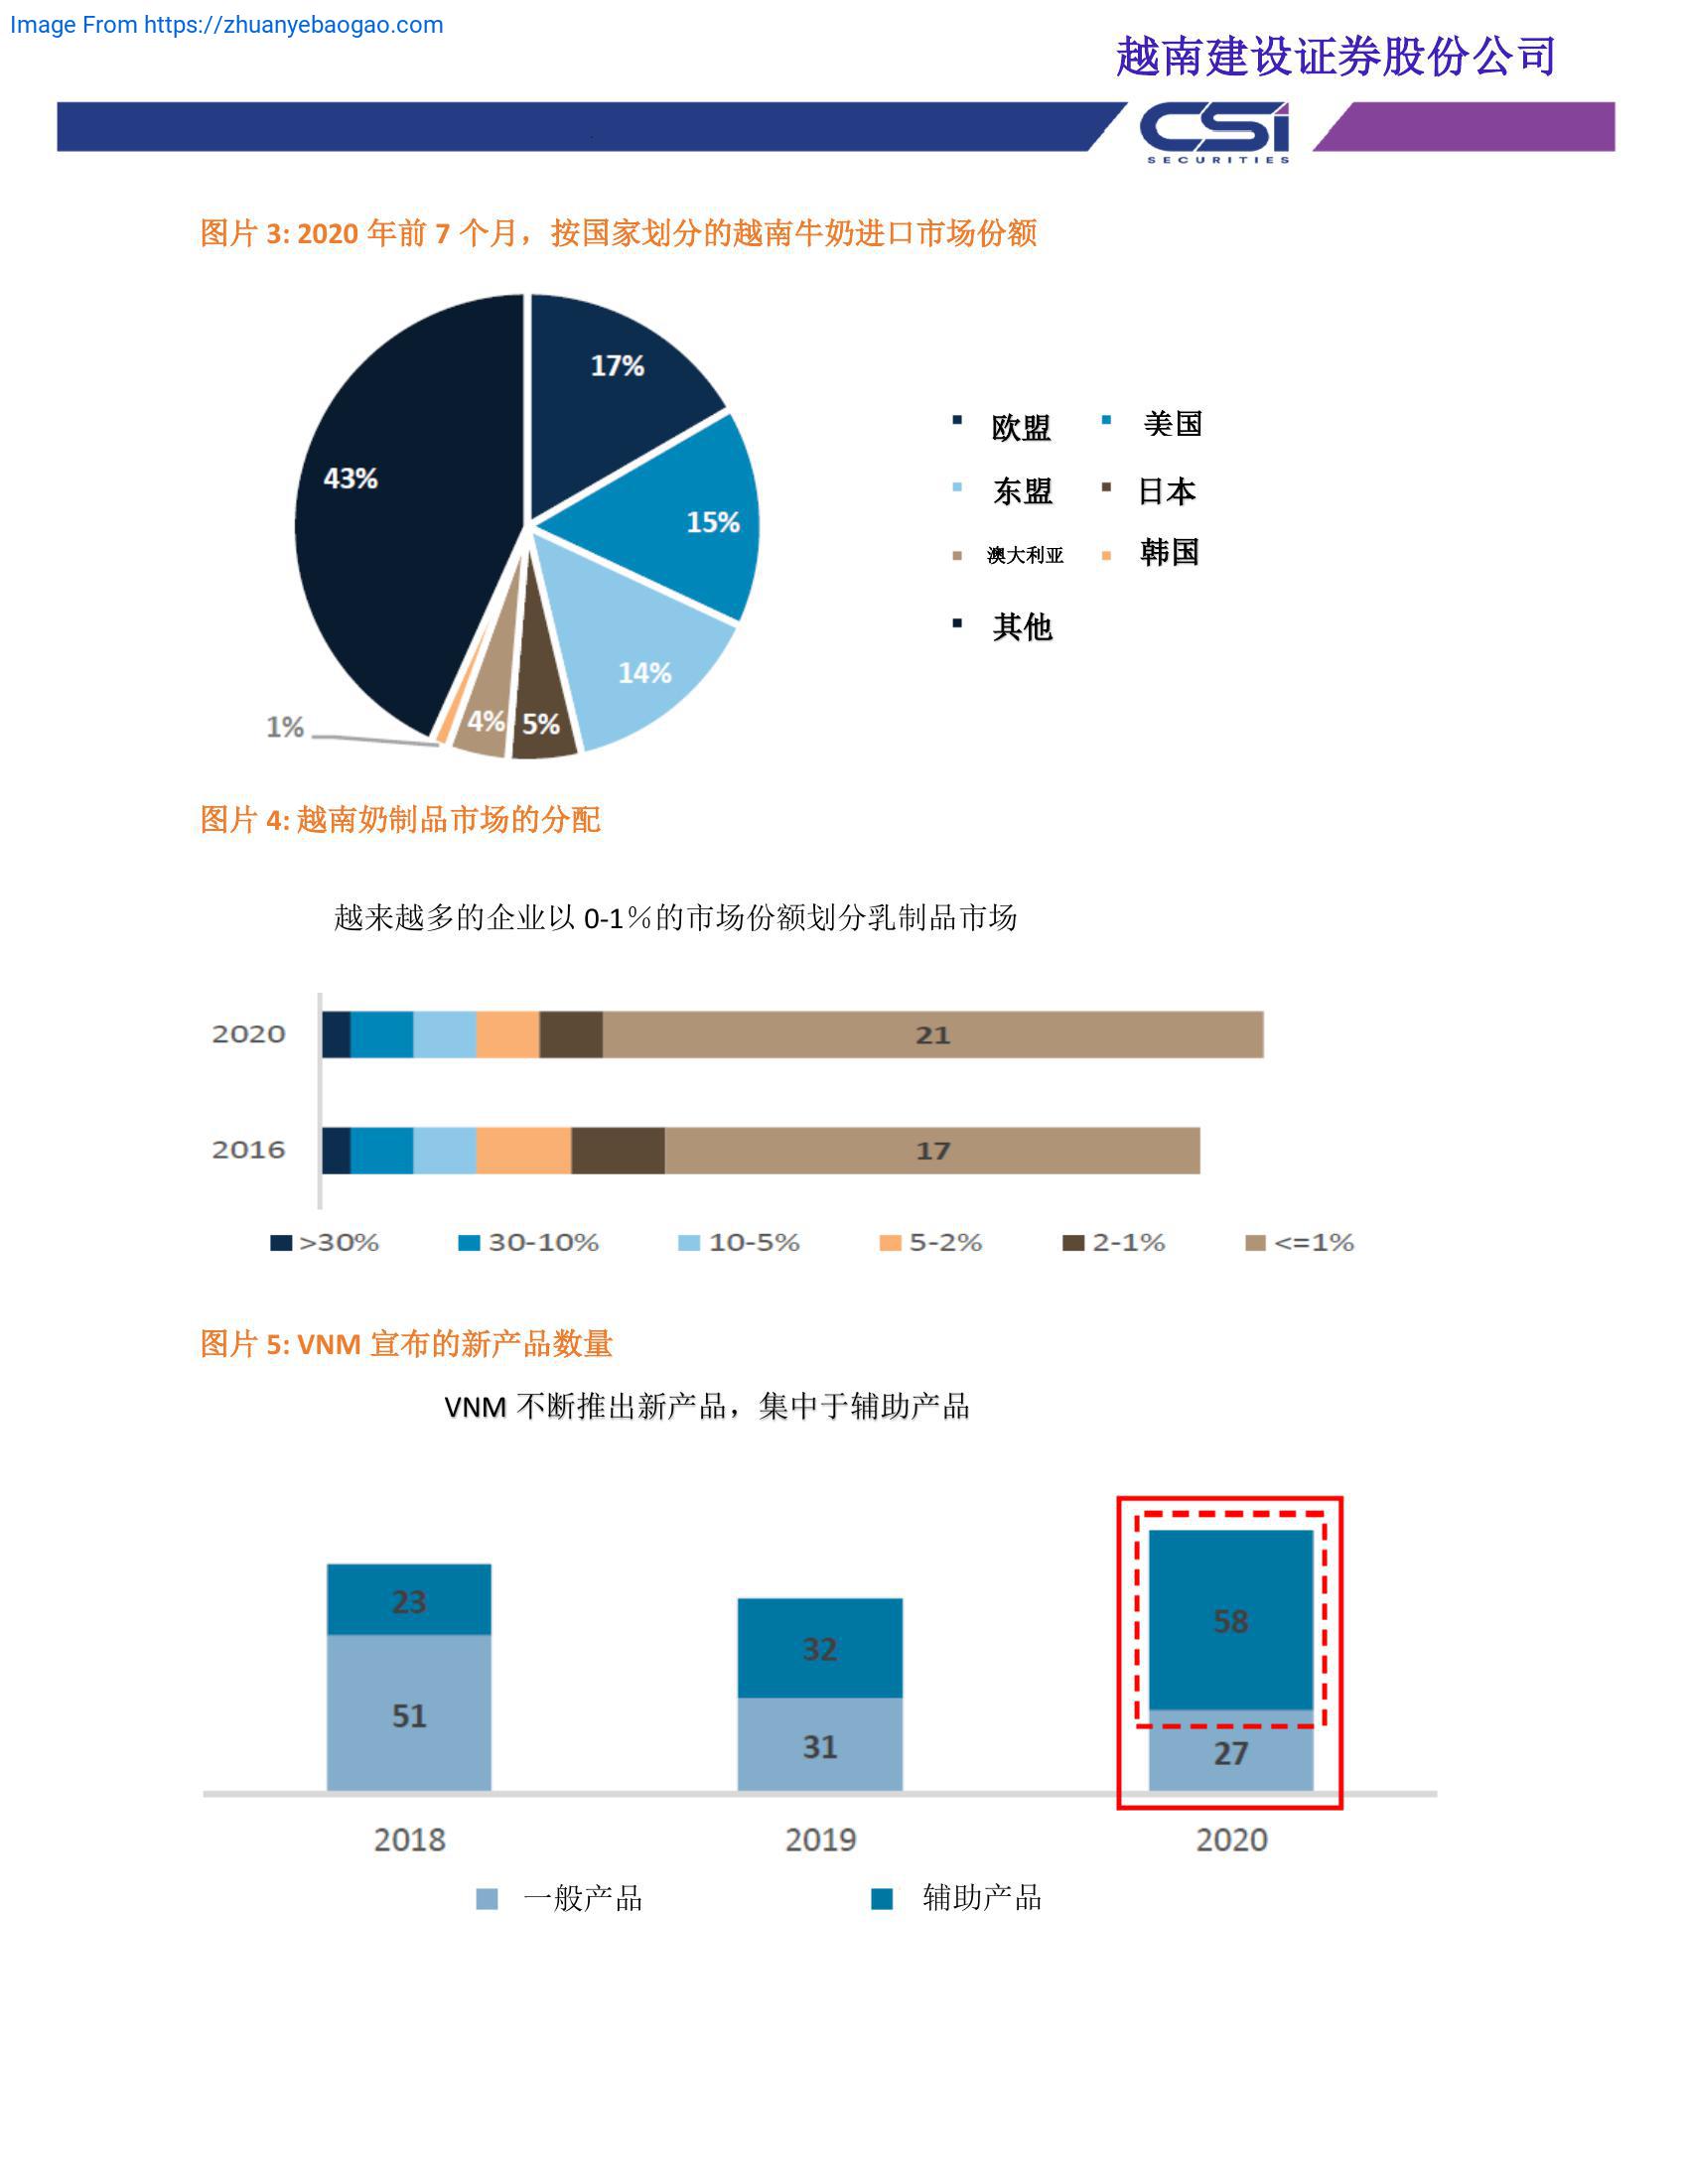 Image From https://zhuanyebaogao.com
越南建设证券股份公司
CSi
SECURITIES
图片 3: 2020 年前 7 个月，按国家划分的越南牛奶进口市场份额
17%
43%
15%
14%
4%
5%
1%
欧盟
美国
东盟
日本
澳大利亚
韩国
其他
图片 4: 越南奶制品市场的分配
越来越多的企业以 0-1%的市场份额划分乳制品市场
2020
21
2016
17
>30%
30-10%
10-5%
5-2%
2-1%
<=1%
图片 5: VNM 宣布的新产品数量
VNM 不断推出新产品，集中于辅助产品
23
51
32
31
58
27
2018
2019
2020
一般产品
辅助产品